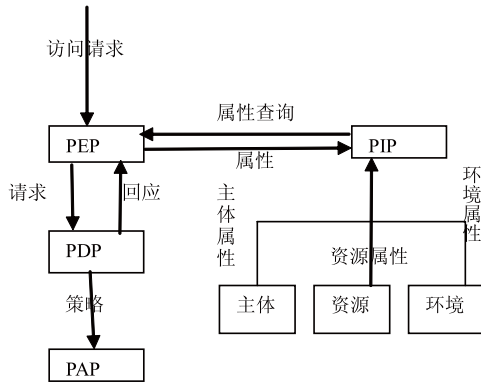 访问请求
属性查询
PEP
PIP
属性
请求
回应
主体属性
环境属性
PDP
资源属性
策略
主体
资源
环境
PAP